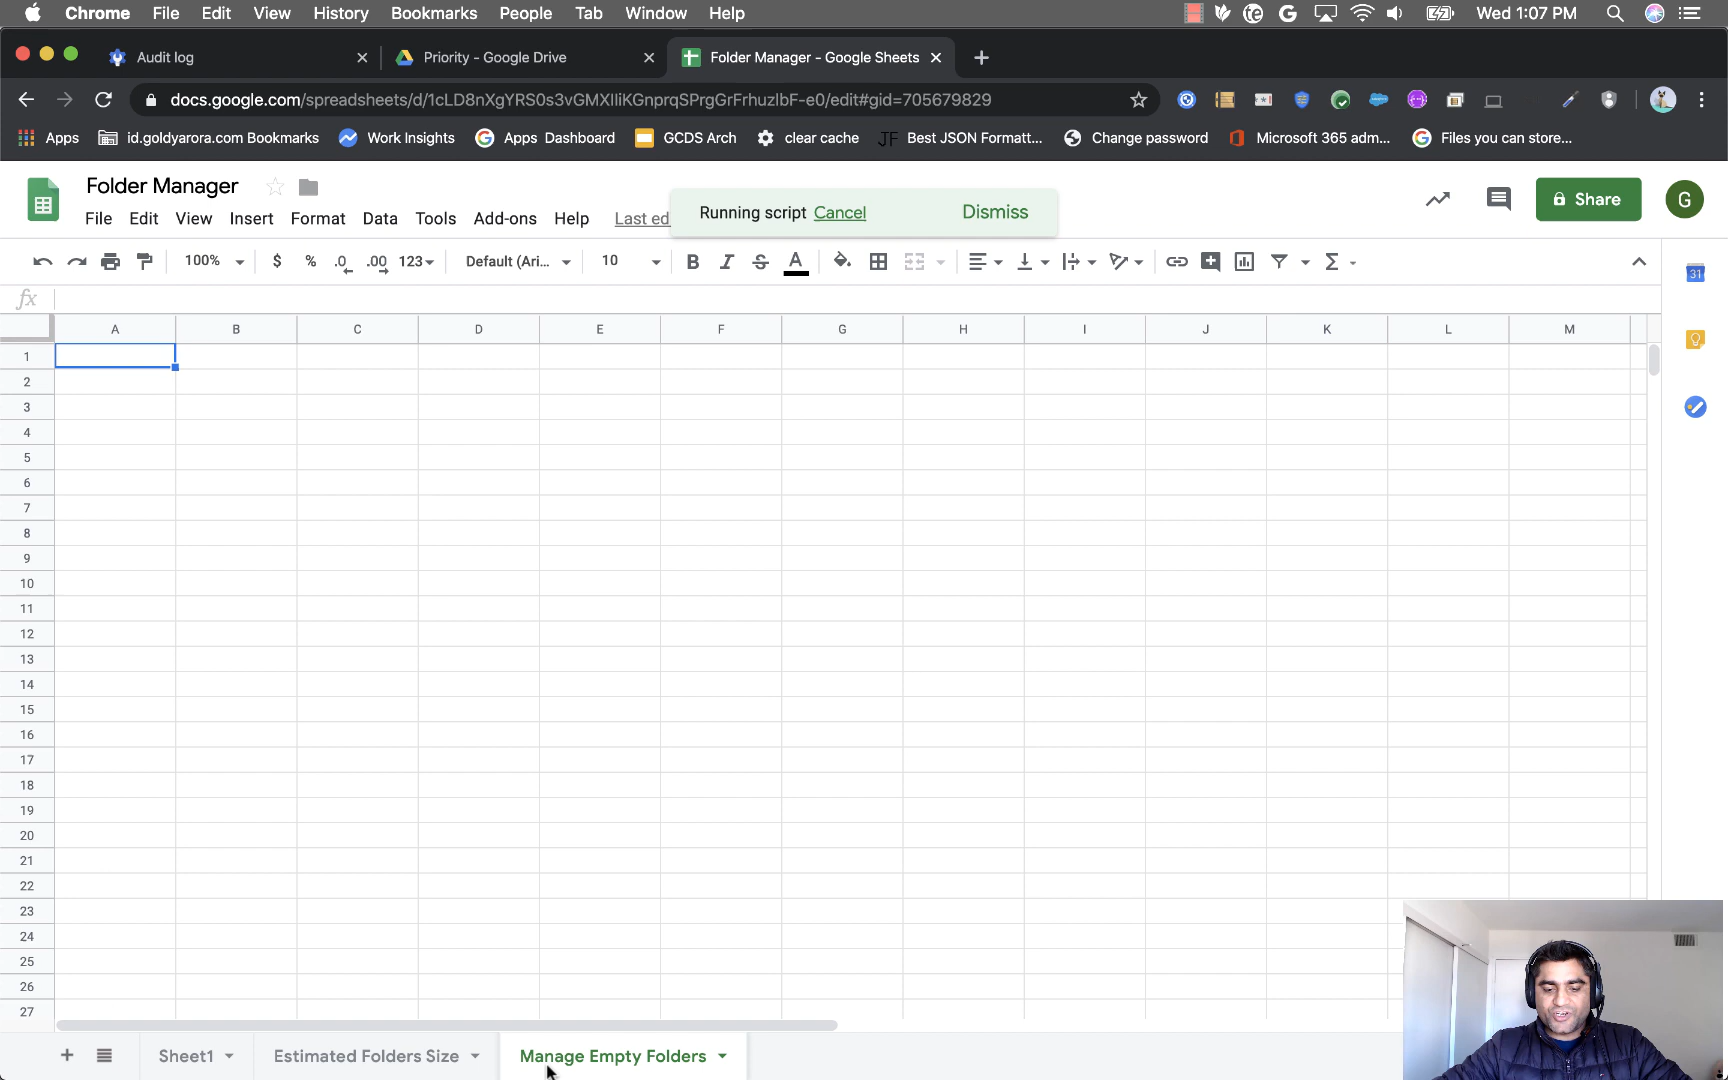 Chrome File Edit View History Bookmarks People Tab Window Help Wed 1:07 PM
Audit log Priority - Google Drive Folder Manager - Google Sheets
docs.google.com/spreadsheets/d/1cLD8nXgYRS0s3vGMXIliKGnprqSPrgGrFrhuzlbF-e0/edit#gid=705679829
Apps id.goldyarora.com Bookmarks Work Insights Apps Dashboard GCDS Arch clear cache JF Best JSON Formatt... Change password Microsoft 365 adm... Files you can store...
Folder Manager
File Edit View Insert Format Data Tools Add-ons Help Last ed
Running script Cancel Dismiss
Share
G
100% $ % .0 .00 123 Default (Ari... 10 B I S A Σ
31
fx
A B C D E F G H I J K L M
1
2
3
4
5
6
7
8
9
10
11
12
13
14
15
16
17
18
19
20
21
22
23
24
25
26
27
+ Sheet1 Estimated Folders Size Manage Empty Folders